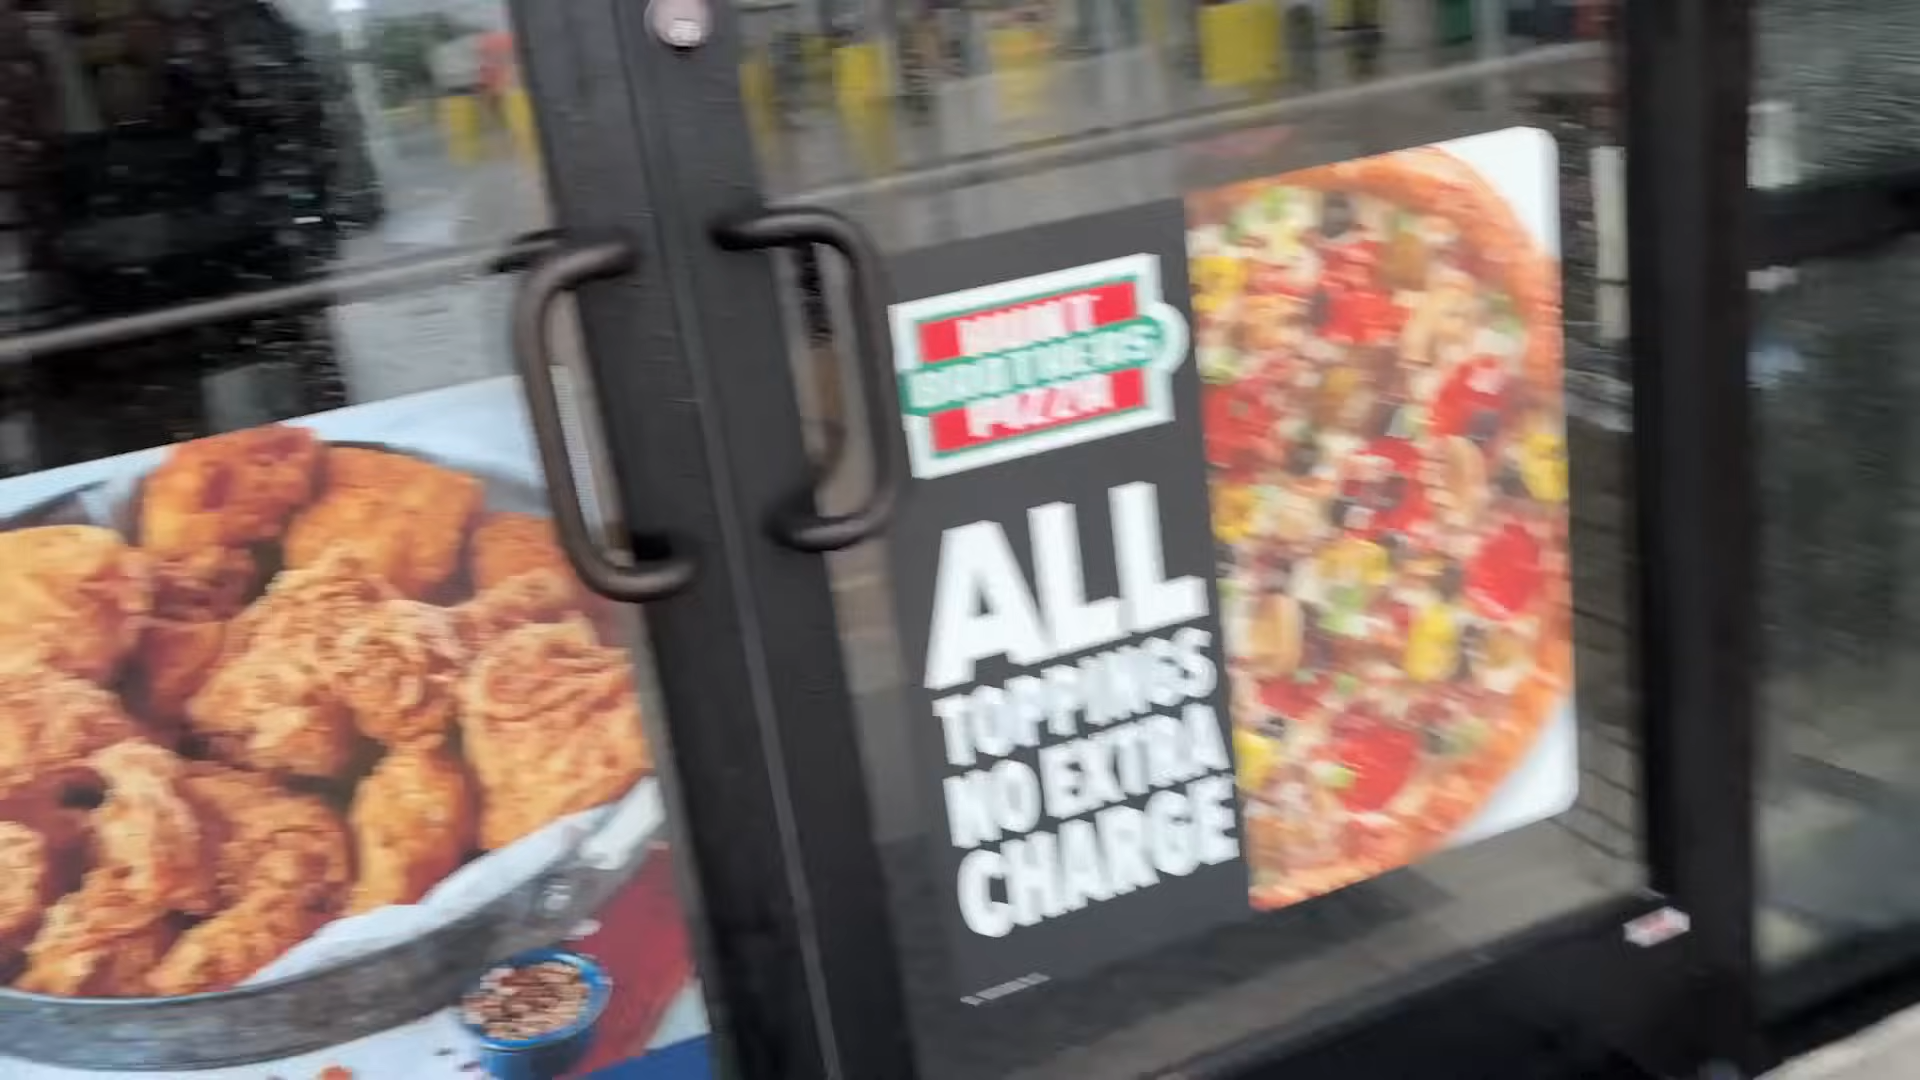 HUNT
BROTHERS
PIZZA
ALL
TOPPINGS
NO EXTRA
CHARGE